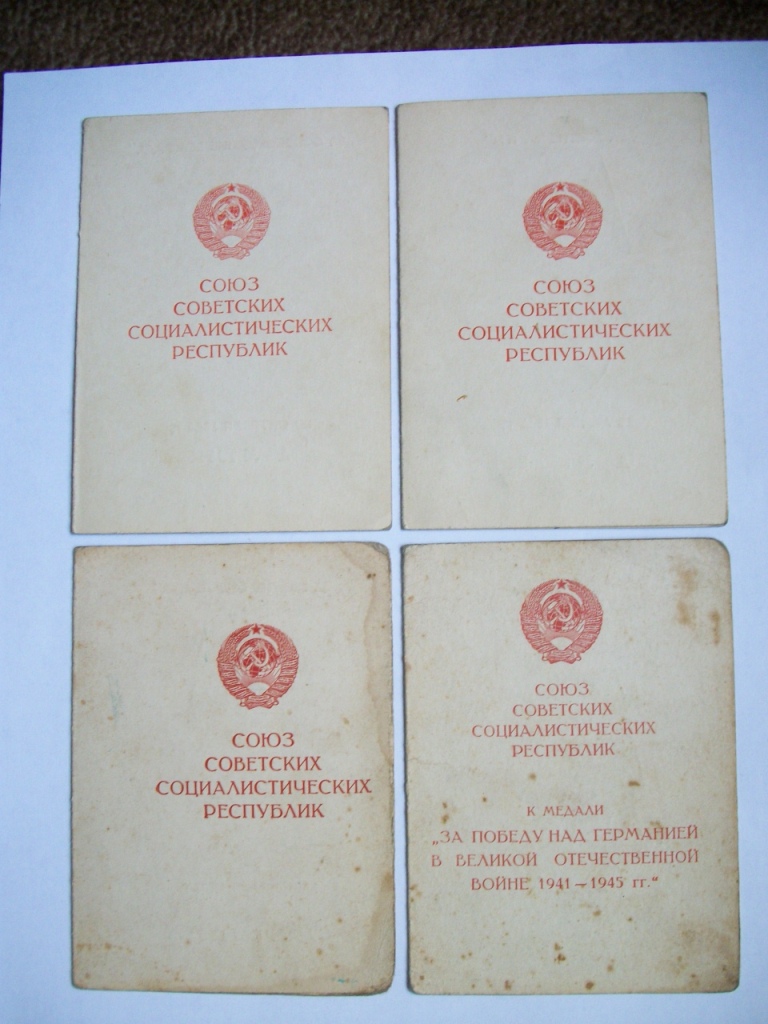 СОЮЗ
СОВЕТСКИХ
СОЦИАЛИСТИЧЕСКИХ
РЕСПУБЛИК
СОЮЗ
СОВЕТСКИХ
СОЦИАЛИСТИЧЕСКИХ
РЕСПУБЛИК
СОЮЗ
СОВЕТСКИХ
СОЦИАЛИСТИЧЕСКИХ
РЕСПУБЛИК
СОЮЗ
СОВЕТСКИХ
СОЦИАЛИСТИЧЕСКИХ
РЕСПУБЛИК
К МЕДАЛИ
„ЗА ПОБЕДУ НАД ГЕРМАНИЕЙ
В ВЕЛИКОЙ ОТЕЧЕСТВЕННОЙ
ВОЙНЕ 1941 — 1945 гг."